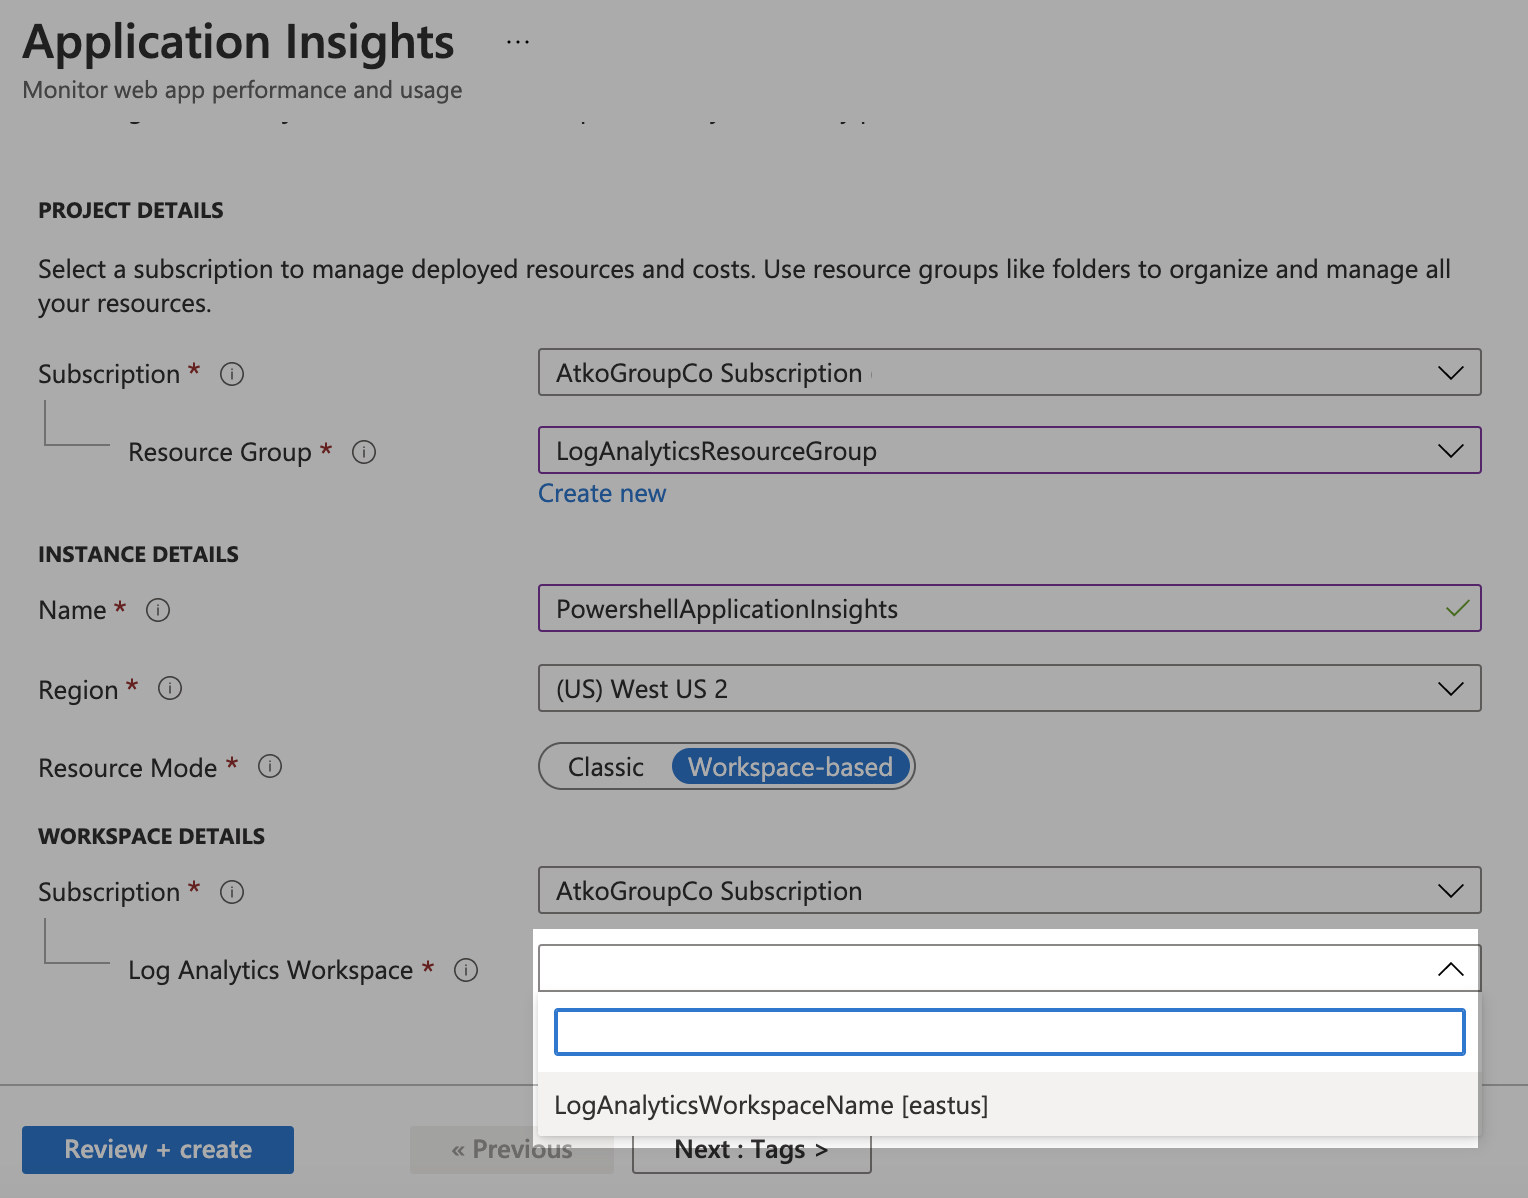 Application Insights ...
Monitor web app performance and usage
PROJECT DETAILS
Select a subscription to manage deployed resources and costs. Use resource groups like folders to organize and manage all
your resources.
Subscription *
AtkoGroupCo Subscription
Resource Group *
LogAnalyticsResourceGroup
Create new
INSTANCE DETAILS
Name *
PowershellApplicationInsights
Region *
(US) West US 2
Resource Mode *
Classic
Workspace-based
WORKSPACE DETAILS
Subscription *
AtkoGroupCo Subscription
Log Analytics Workspace *
LogAnalyticsWorkspaceName [eastus]
Review + create
« Previous
Next : Tags >